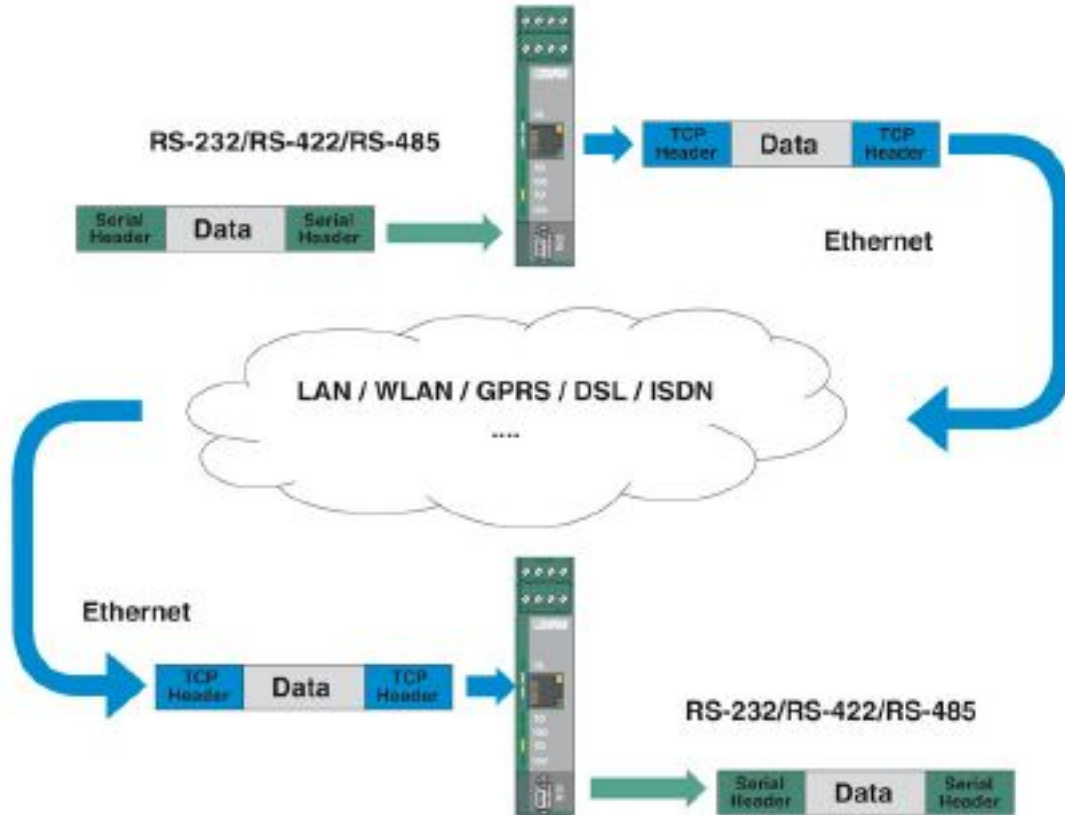 RS-232/RS-422/RS-485
TCP
Header
Data
TCP
Header
Serial
Header
Data
Serial
Header
Ethernet
LAN / WLAN / GPRS / DSL / ISDN
....
Ethernet
TCP
Header
Data
TCP
Header
RS-232/RS-422/RS-485
Serial
Header
Data
Serial
Header